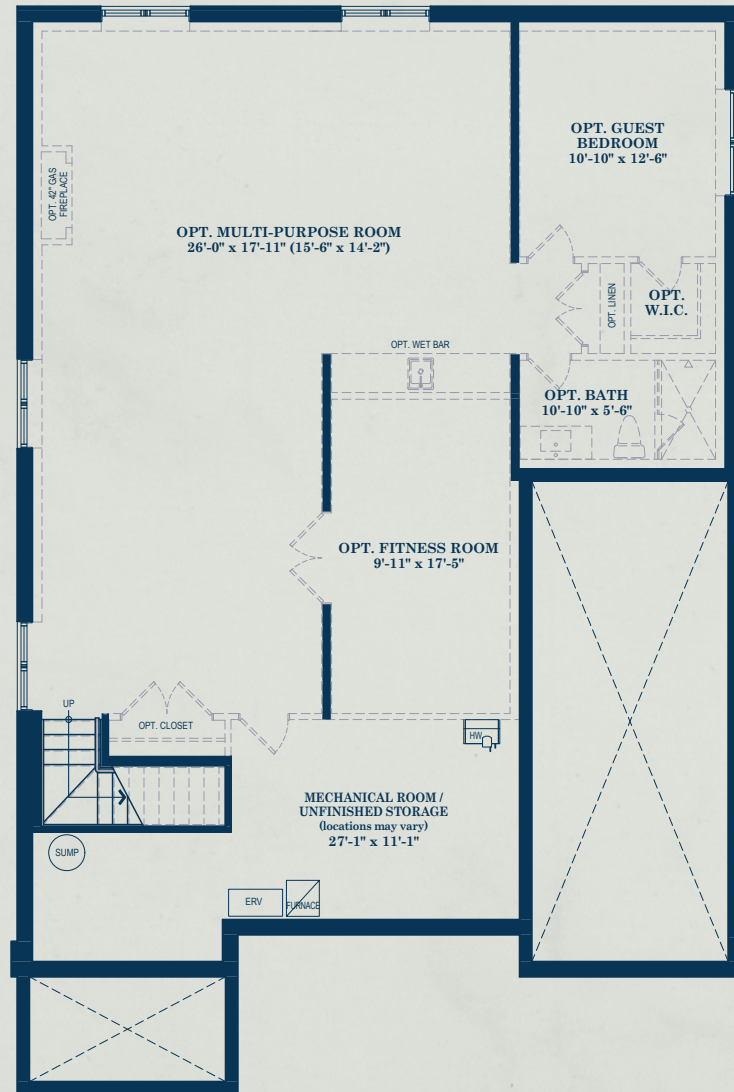 OPT. GUEST
BEDROOM
10'-10" x 12'-6"
OPT. 42" GAS
FIREPLACE
OPT. MULTI-PURPOSE ROOM
26'-0" x 17'-11" (15'-6" x 14'-2")
OPT. LINEN
OPT.
W.I.C.
OPT. WET BAR
OPT. BATH
10'-10" x 5'-6"
OPT. FITNESS ROOM
9'-11" x 17'-5"
UP
OPT. CLOSET
HW
MECHANICAL ROOM /
UNFINISHED STORAGE
(locations may vary)
27'-1" x 11'-1"
SUMP
ERV
FURNACE